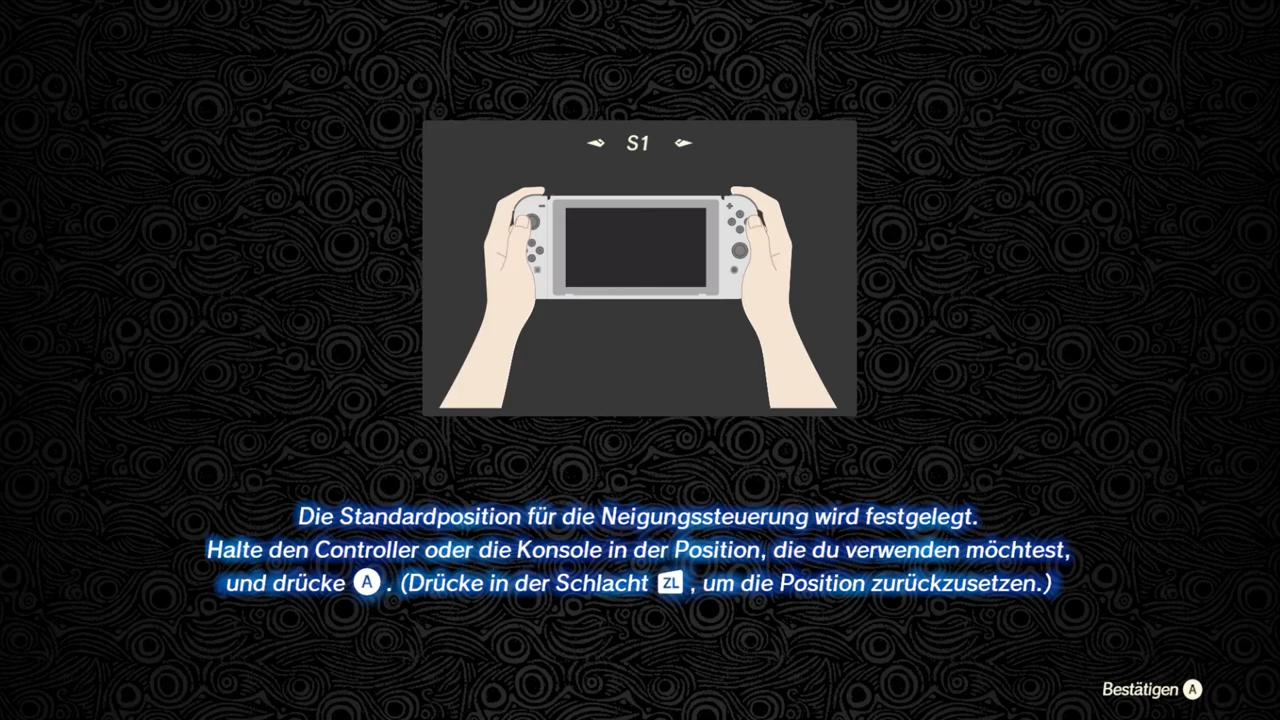 S1
Die Standardposition für die Neigungssteuerung wird festgelegt.
Halte den Controller oder die Konsole in der Position, die du verwenden möchtest,
und drücke A . (Drücke in der Schlacht ZL , um die Position zurückzusetzen.)
Bestätigen A